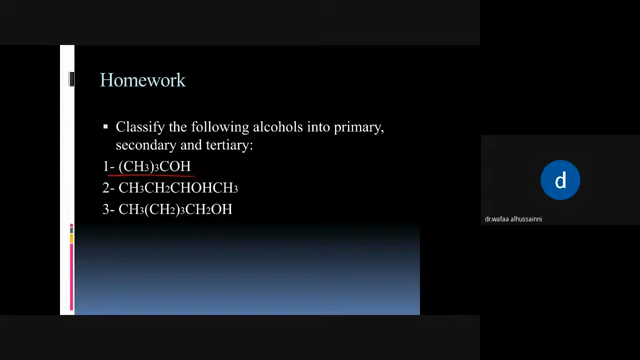 Homework
▪ Classify the following alcohols into primary,
secondary and tertiary:
1- (CH3)3COH
2- CH3CH2CHOHCH3
3- CH3(CH2)3CH2OH
d
dr.wafaa alhussainni